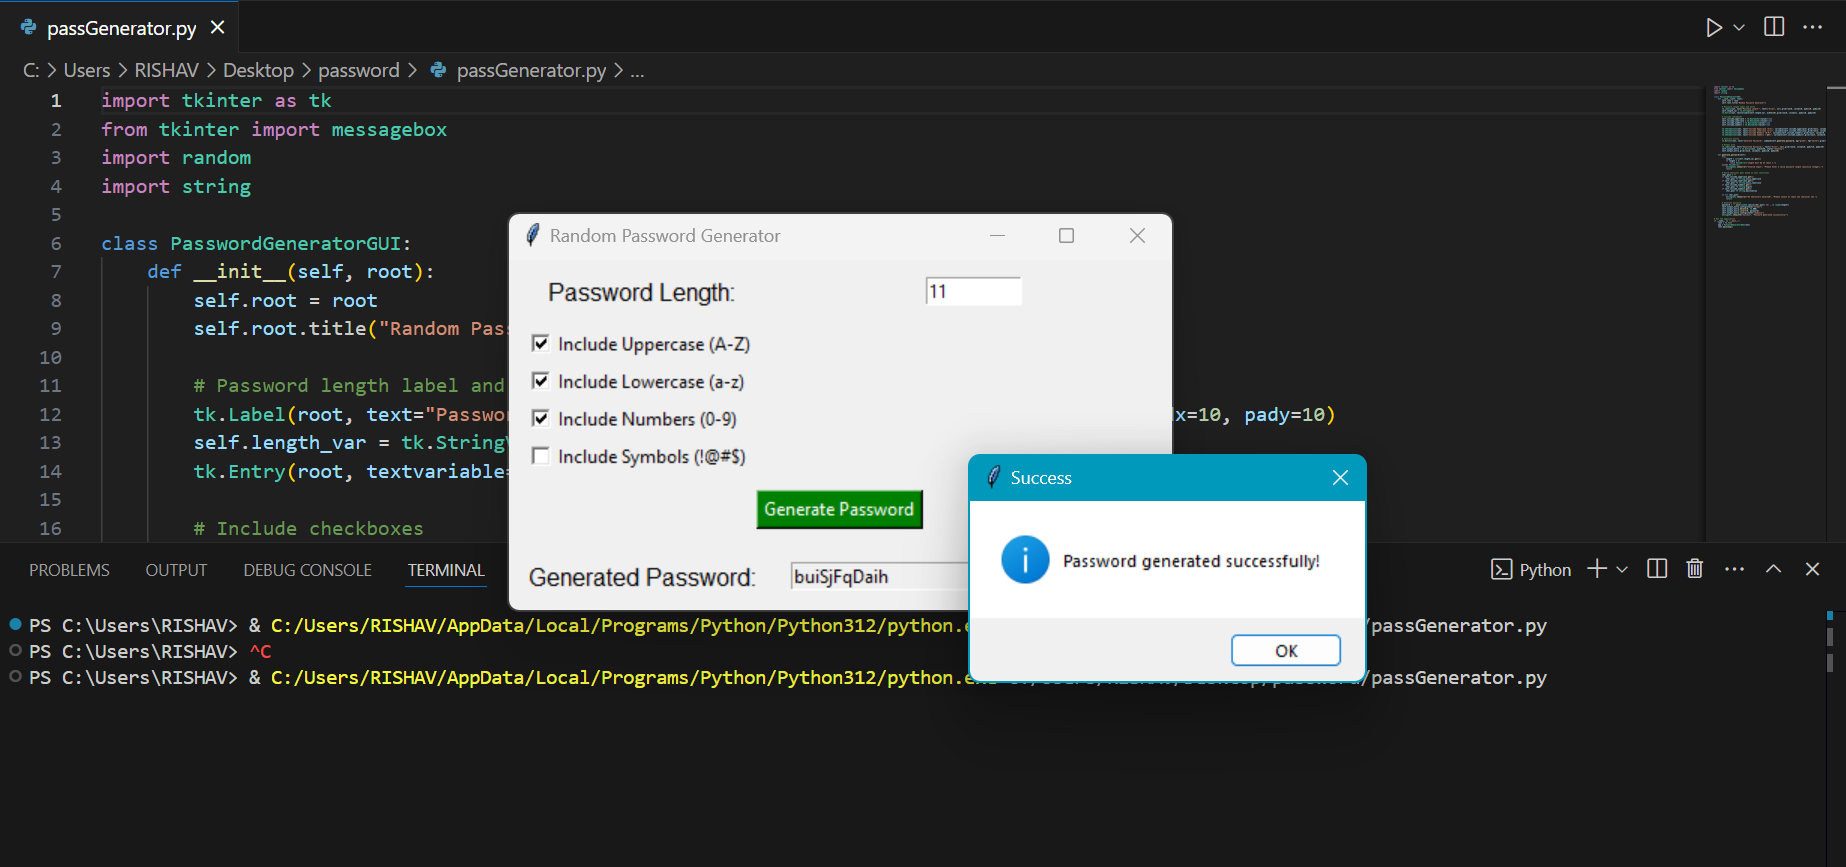 passGenerator.py
C: > Users > RISHAV > Desktop > password > passGenerator.py > ...
1 import tkinter as tk
2 from tkinter import messagebox
3 import random
4 import string
5
6 class PasswordGeneratorGUI:
7 def __init__(self, root):
8 self.root = root
9 self.root.title("Random Pas
10
11 # Password length label and
12 tk.Label(root, text="Passwo x=10, pady=10)
13 self.length_var = tk.String
14 tk.Entry(root, textvariable
15
16 # Include checkboxes
Random Password Generator
Password Length: 11
Include Uppercase (A-Z)
Include Lowercase (a-z)
Include Numbers (0-9)
Include Symbols (!@#$)
Generate Password
Generated Password: buiSjFqDaih
Success
Password generated successfully!
OK
PROBLEMS OUTPUT DEBUG CONSOLE TERMINAL Python
PS C:\Users\RISHAV> & C:/Users/RISHAV/AppData/Local/Programs/Python/Python312/python.e /passGenerator.py
PS C:\Users\RISHAV> ^C
PS C:\Users\RISHAV> & C:/Users/RISHAV/AppData/Local/Programs/Python/Python312/python.e /passGenerator.py